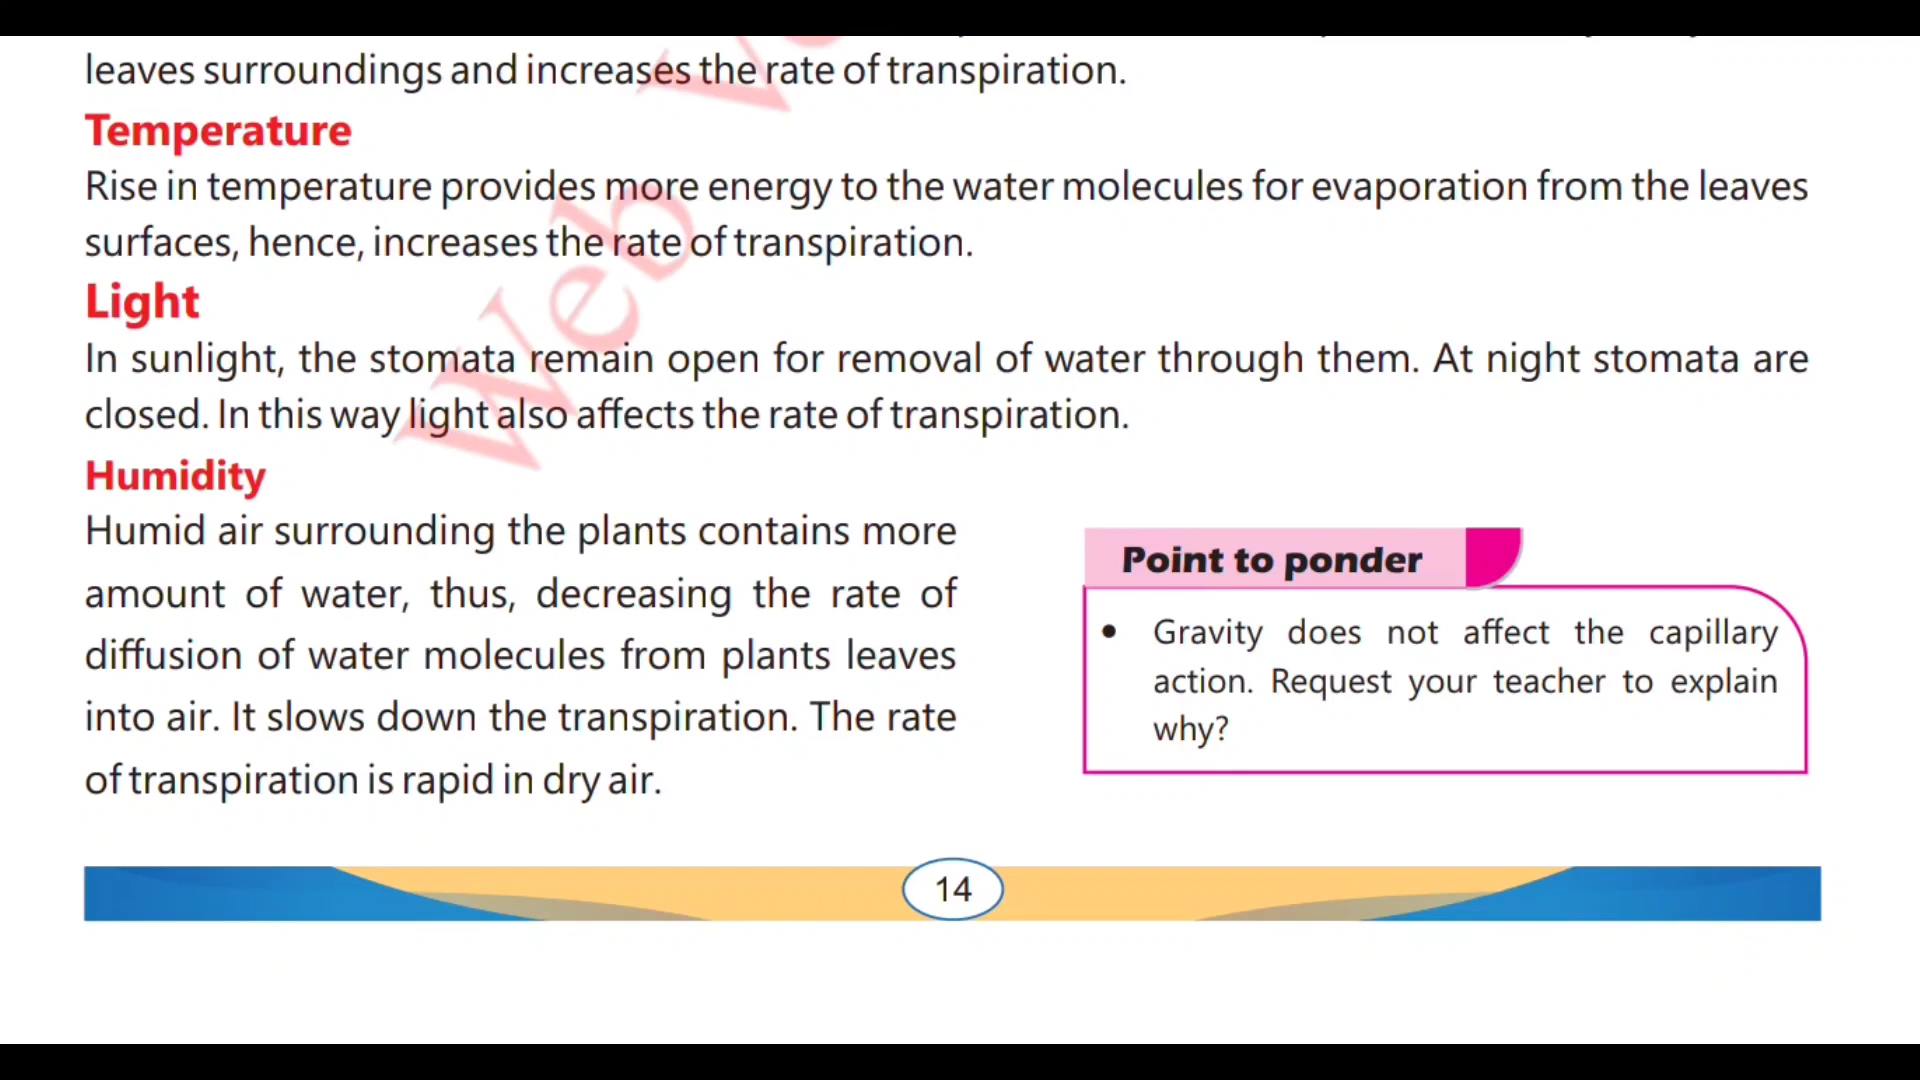 leaves surroundings and increases the rate of transpiration.
Temperature
Rise in temperature provides more energy to the water molecules for evaporation from the leaves
surfaces, hence, increases the rate of transpiration.
Light
In sunlight, the stomata remain open for removal of water through them. At night stomata are
closed. In this way light also affects the rate of transpiration.
Humidity
Humid air surrounding the plants contains more
amount of water, thus, decreasing the rate of
diffusion of water molecules from plants leaves
into air. It slows down the transpiration. The rate
of transpiration is rapid in dry air.
Point to ponder
• Gravity does not affect the capillary
action. Request your teacher to explain
why?
14
Web